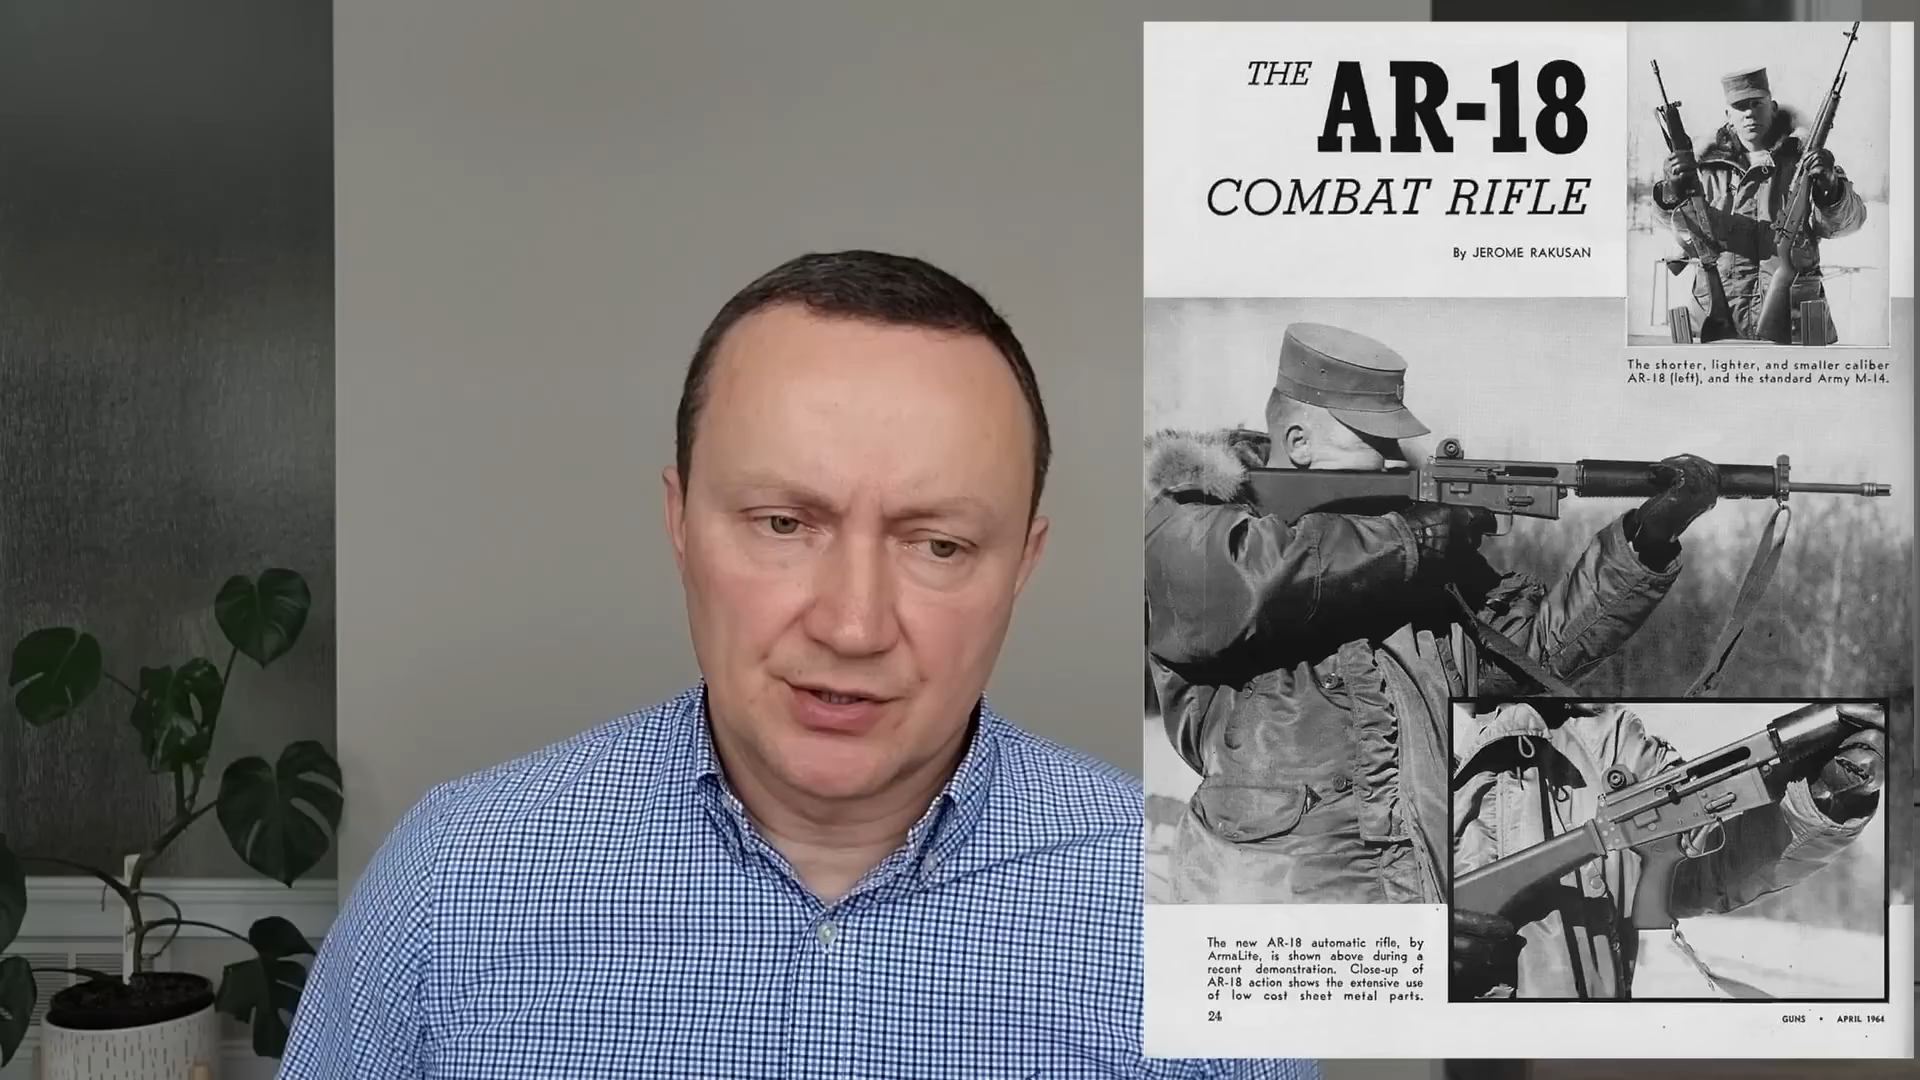 THE AR-18
COMBAT RIFLE
By JEROME RAKUSAN
The shorter, lighter, and smaller caliber
AR-18 (left), and the standard Army M-14.
The new AR-18 automatic rifle, by
ArmaLite, is shown above during a
recent demonstration. Close-up of
AR-18 action shows the extensive use
of low cost sheet metal parts.
24
GUNS • APRIL 1964